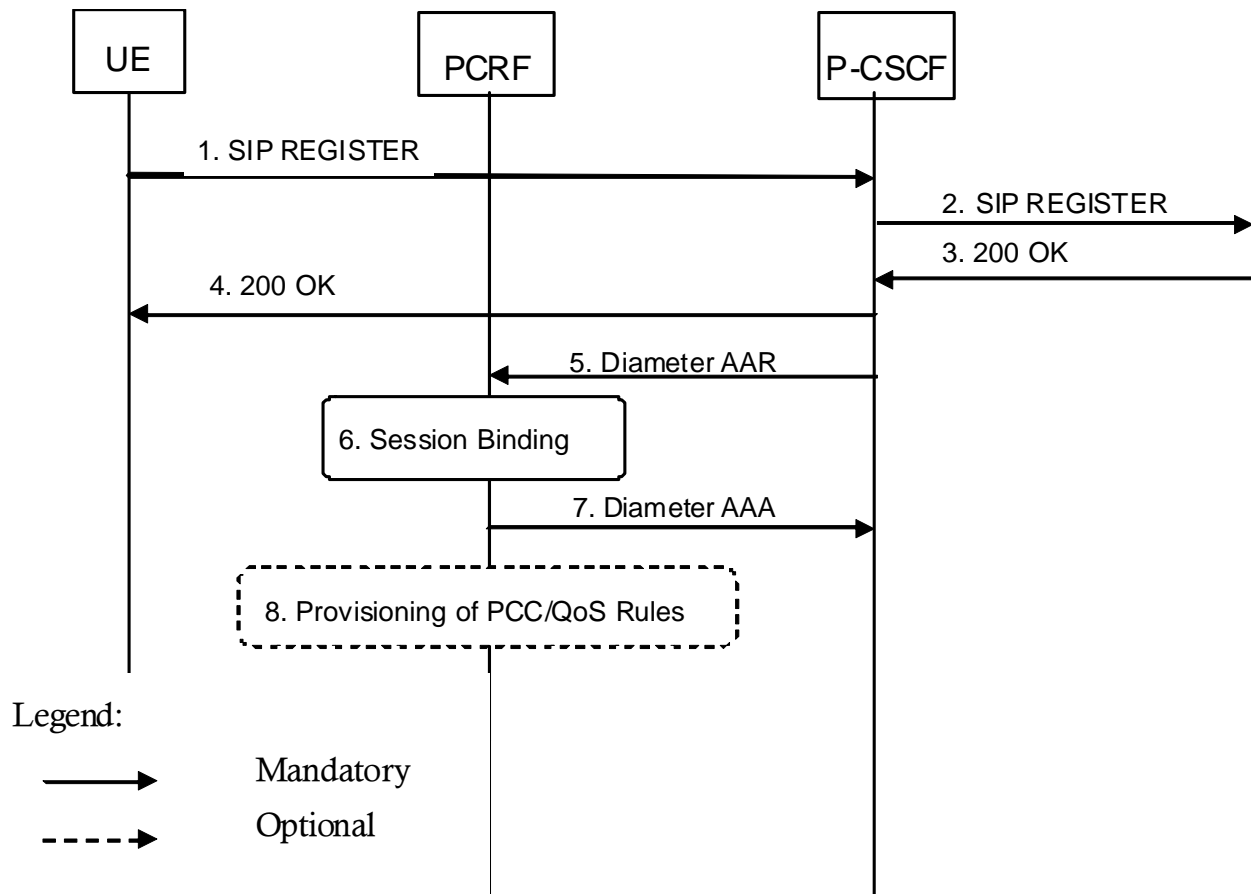 UE
PCRF
P-CSCF
1. SIP REGISTER
2. SIP REGISTER
3. 200 OK
4. 200 OK
5. Diameter AAR
6. Session Binding
7. Diameter AAA
8. Provisioning of PCC/QoS Rules
Legend:
Mandatory
Optional